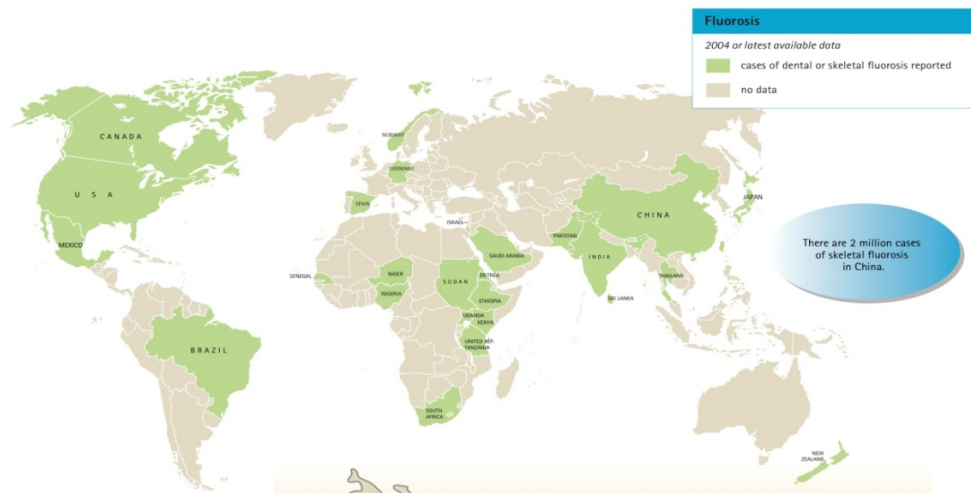 Fluorosis
2004 or latest available data
cases of dental or skeletal fluorosis reported
no data
CANADA
USA
MEXICO
BRAZIL
NORWAY
GERMANY
SPAIN
ISRAEL
SENEGAL
NIGER
NIGERIA
SUDAN
ERITREA
ETHIOPIA
UGANDA
KENYA
UNITED REP.
TANZANIA
SOUTH
AFRICA
SAUDI ARABIA
PAKISTAN
INDIA
SRI LANKA
CHINA
THAILAND
JAPAN
NEW
ZEALAND
There are 2 million cases
of skeletal fluorosis
in China.